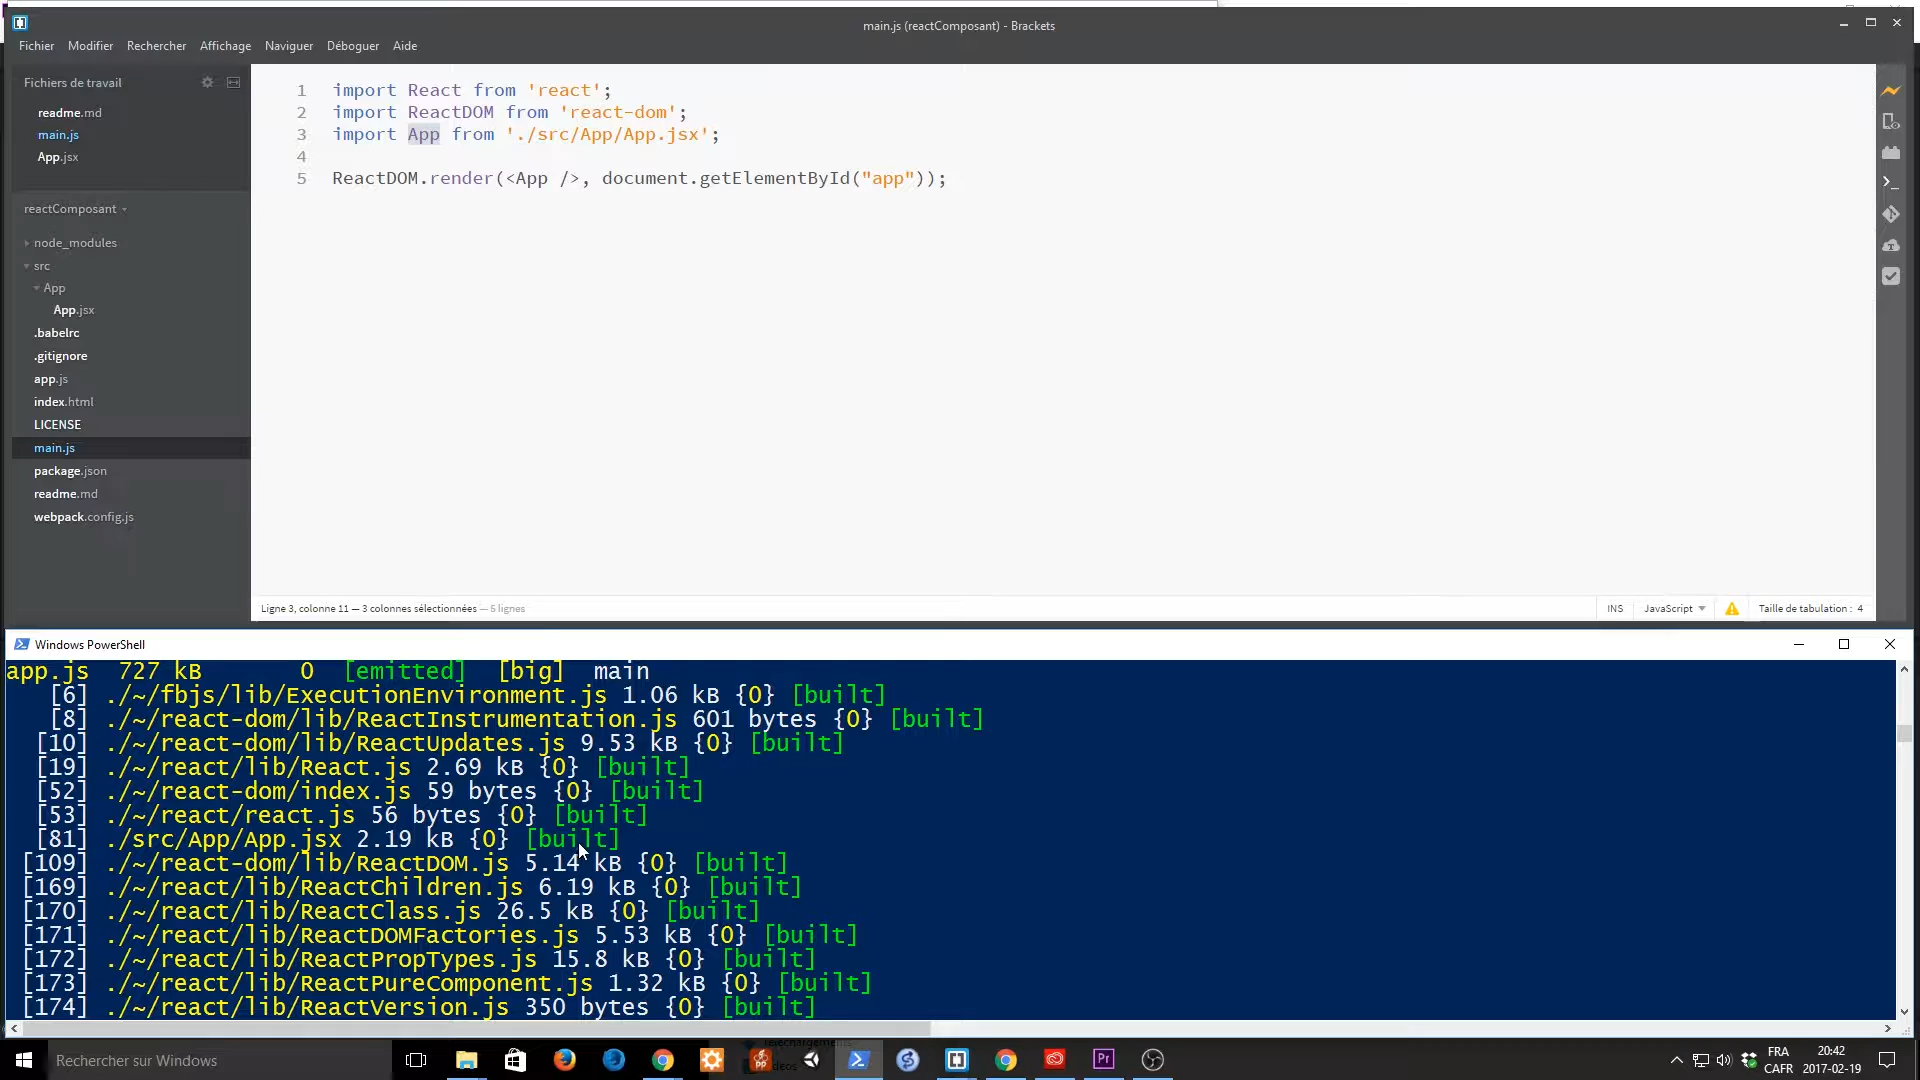 main.js (reactComposant) - Brackets
Fichier Modifier Rechercher Affichage Naviguer Déboguer Aide
Fichiers de travail
readme.md
main.js
App.jsx
reactComposant
node_modules
src
App
App.jsx
.babelrc
.gitignore
app.js
index.html
LICENSE
main.js
package.json
readme.md
webpack.config.js
1 import React from 'react';
2 import ReactDOM from 'react-dom';
3 import App from './src/App/App.jsx';
4
5 ReactDOM.render(<App />, document.getElementById("app"));
Ligne 3, colonne 11 — 3 colonnes sélectionnées — 5 lignes
INS JavaScript Taille de tabulation : 4
Windows PowerShell
app.js 727 kB 0 [emitted] [big] main
[6] ./~/fbjs/lib/ExecutionEnvironment.js 1.06 kB {0} [built]
[8] ./~/react-dom/lib/ReactInstrumentation.js 601 bytes {0} [built]
[10] ./~/react-dom/lib/ReactUpdates.js 9.53 kB {0} [built]
[19] ./~/react/lib/React.js 2.69 kB {0} [built]
[52] ./~/react-dom/index.js 59 bytes {0} [built]
[53] ./~/react/react.js 56 bytes {0} [built]
[81] ./src/App/App.jsx 2.19 kB {0} [built]
[109] ./~/react-dom/lib/ReactDOM.js 5.14 kB {0} [built]
[169] ./~/react/lib/ReactChildren.js 6.19 kB {0} [built]
[170] ./~/react/lib/ReactClass.js 26.5 kB {0} [built]
[171] ./~/react/lib/ReactDOMFactories.js 5.53 kB {0} [built]
[172] ./~/react/lib/ReactPropTypes.js 15.8 kB {0} [built]
[173] ./~/react/lib/ReactPureComponent.js 1.32 kB {0} [built]
[174] ./~/react/lib/ReactVersion.js 350 bytes {0} [built]
Rechercher sur Windows
Pr
FRA
CAFR
20:42
2017-02-19